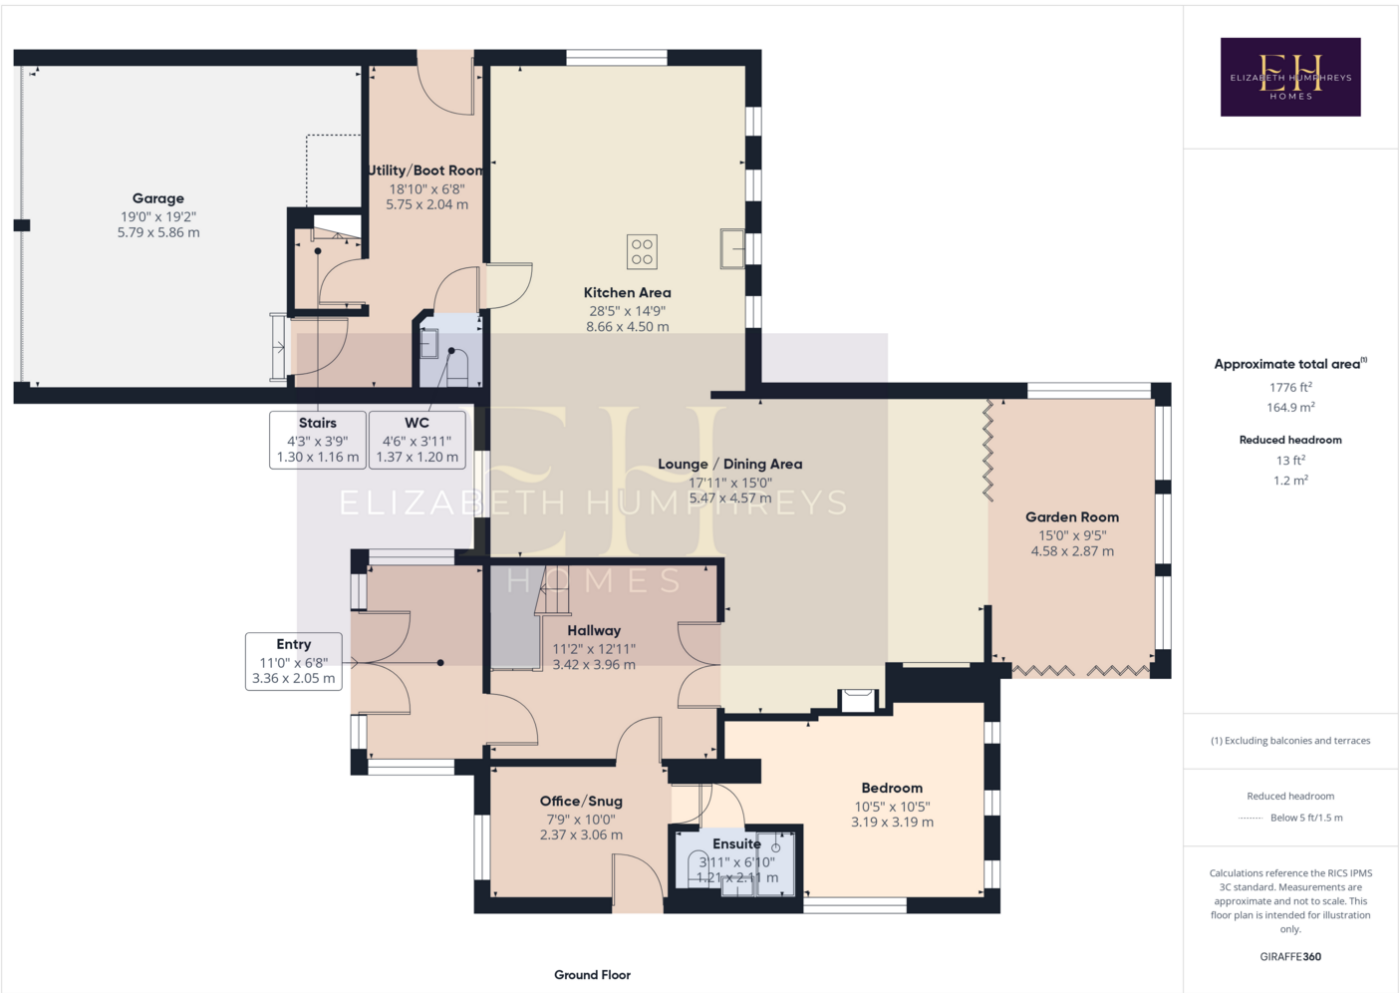 Garage
19'0" x 19'2"
5.79 x 5.86 m
Utility/Boot Room
18'10" x 6'8"
5.75 x 2.04 m
Kitchen Area
28'5" x 14'9"
8.66 x 4.50 m
Stairs
4'3" x 3'9"
1.30 x 1.16 m
WC
4'6" x 3'11"
1.37 x 1.20 m
Lounge / Dining Area
17'11" x 15'0"
5.47 x 4.57 m
Garden Room
15'0" x 9'5"
4.58 x 2.87 m
EH
ELIZABETH HUMPHREYS
HOMES
Entry
11'0" x 6'8"
3.36 x 2.05 m
Hallway
11'2" x 12'11"
3.42 x 3.96 m
Office/Snug
7'9" x 10'0"
2.37 x 3.06 m
Ensuite
3'11" x 6'10"
1.21 x 2.11 m
Bedroom
10'5" x 10'5"
3.19 x 3.19 m
Ground Floor
EH
ELIZABETH HUMPHREYS
HOMES
Approximate total area(1)
1776 ft²
164.9 m²
Reduced headroom
13 ft²
1.2 m²
(1) Excluding balconies and terraces
Reduced headroom
Below 5 ft/1.5 m
Calculations reference the RICS IPMS
3C standard. Measurements are
approximate and not to scale. This
floor plan is intended for illustration
only.
GIRAFFE360